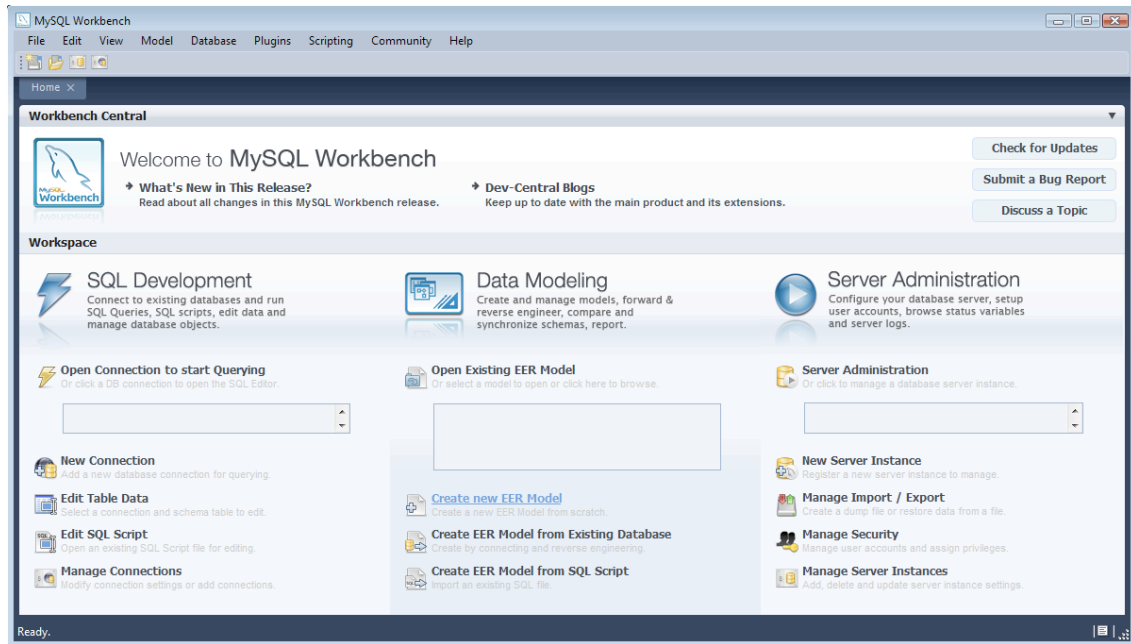 MySQL Workbench
File Edit View Model Database Plugins Scripting Community Help
Home
Workbench Central
Welcome to MySQL Workbench
MySQL
Workbench
What's New in This Release?
Read about all changes in this MySQL Workbench release.
Dev-Central Blogs
Keep up to date with the main product and its extensions.
Check for Updates
Submit a Bug Report
Discuss a Topic
Workspace
SQL Development
Connect to existing databases and run
SQL Queries, SQL scripts, edit data and
manage database objects.
Open Connection to start Querying
Or click a DB connection to open the SQL Editor.
New Connection
Add a new database connection for querying.
Edit Table Data
Select a connection and schema table to edit.
Edit SQL Script
Open an existing SQL Script file for editing.
Manage Connections
Modify connection settings or add connections.
Data Modeling
Create and manage models, forward &
reverse engineer, compare and
synchronize schemas, report.
Open Existing EER Model
Or select a model to open or click here to browse.
Create new EER Model
Create a new EER Model from scratch.
Create EER Model from Existing Database
Create by connecting and reverse engineering.
Create EER Model from SQL Script
Import an existing SQL file.
Server Administration
Configure your database server, setup
user accounts, browse status variables
and server logs.
Server Administration
Or click to manage a database server instance.
New Server Instance
Register a new server instance to manage.
Manage Import / Export
Create a dump file or restore data from a file.
Manage Security
Manage user accounts and assign privileges.
Manage Server Instances
Add, delete and update server instance settings.
Ready.